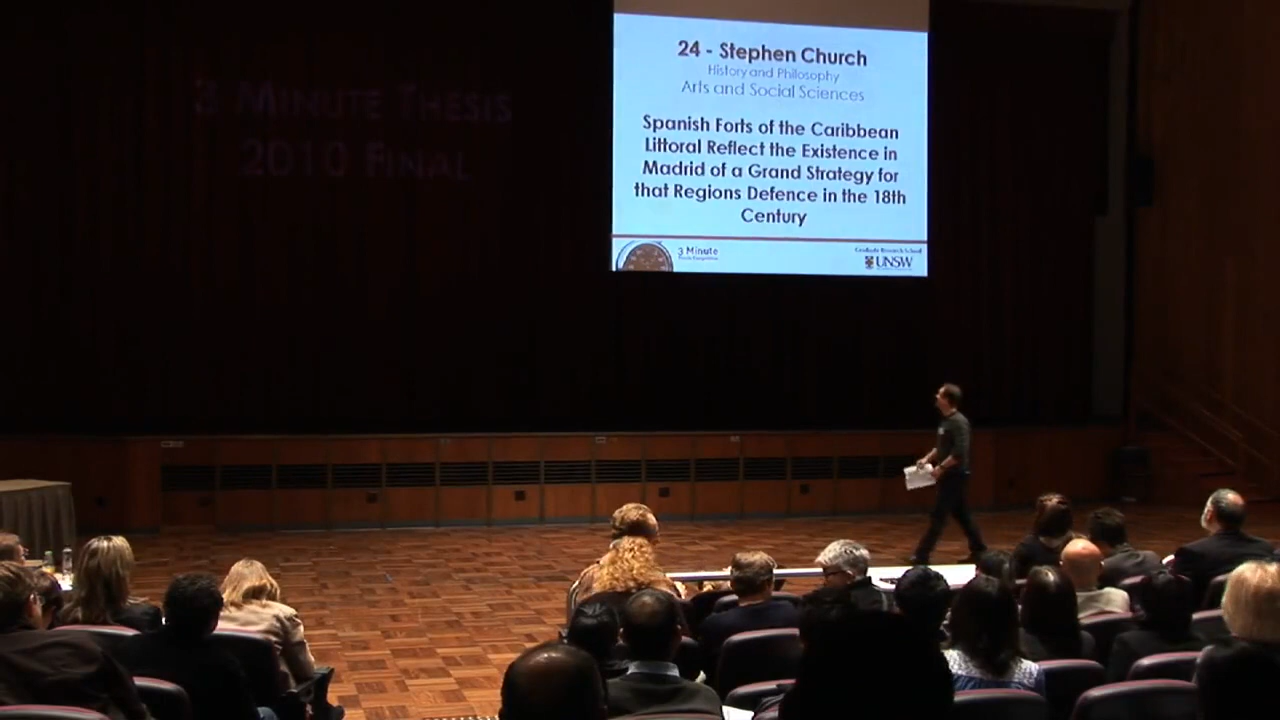 3 Minute Thesis
2010 Final
24 - Stephen Church
History and Philosophy
Arts and Social Sciences
Spanish Forts of the Caribbean
Littoral Reflect the Existence in
Madrid of a Grand Strategy for
that Regions Defence in the 18th
Century
3 Minute
Thesis Competition
Graduate Research School
UNSW